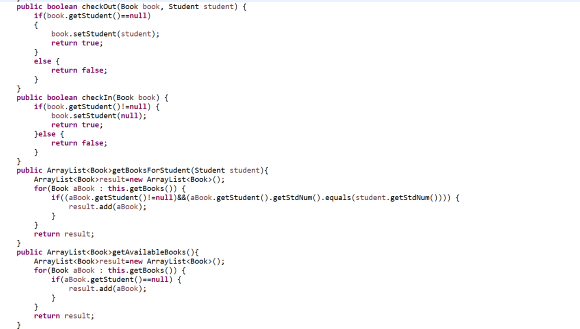 public boolean checkOut(Book book, Student student) {
if(book.getStudent()==null)
{
book.setStudent(student);
return true;
}
else {
return false;
}
}
public boolean checkIn(Book book) {
if(book.getStudent()!=null) {
book.setStudent(null);
return true;
}else {
return false;
}
}
public ArrayList<Book>getBooksForStudent(Student student){
ArrayList<Book>result=new ArrayList<Book>();
for(Book aBook : this.getBooks()) {
if((aBook.getStudent()!=null)&&(aBook.getStudent().getStdNum().equals(student.getStdNum()))) {
result.add(aBook);
}
}
return result;
}
public ArrayList<Book>getAvailableBooks(){
ArrayList<Book>result=new ArrayList<Book>();
for(Book aBook : this.getBooks()) {
if(aBook.getStudent()==null) {
result.add(aBook);
}
}
return result;
}